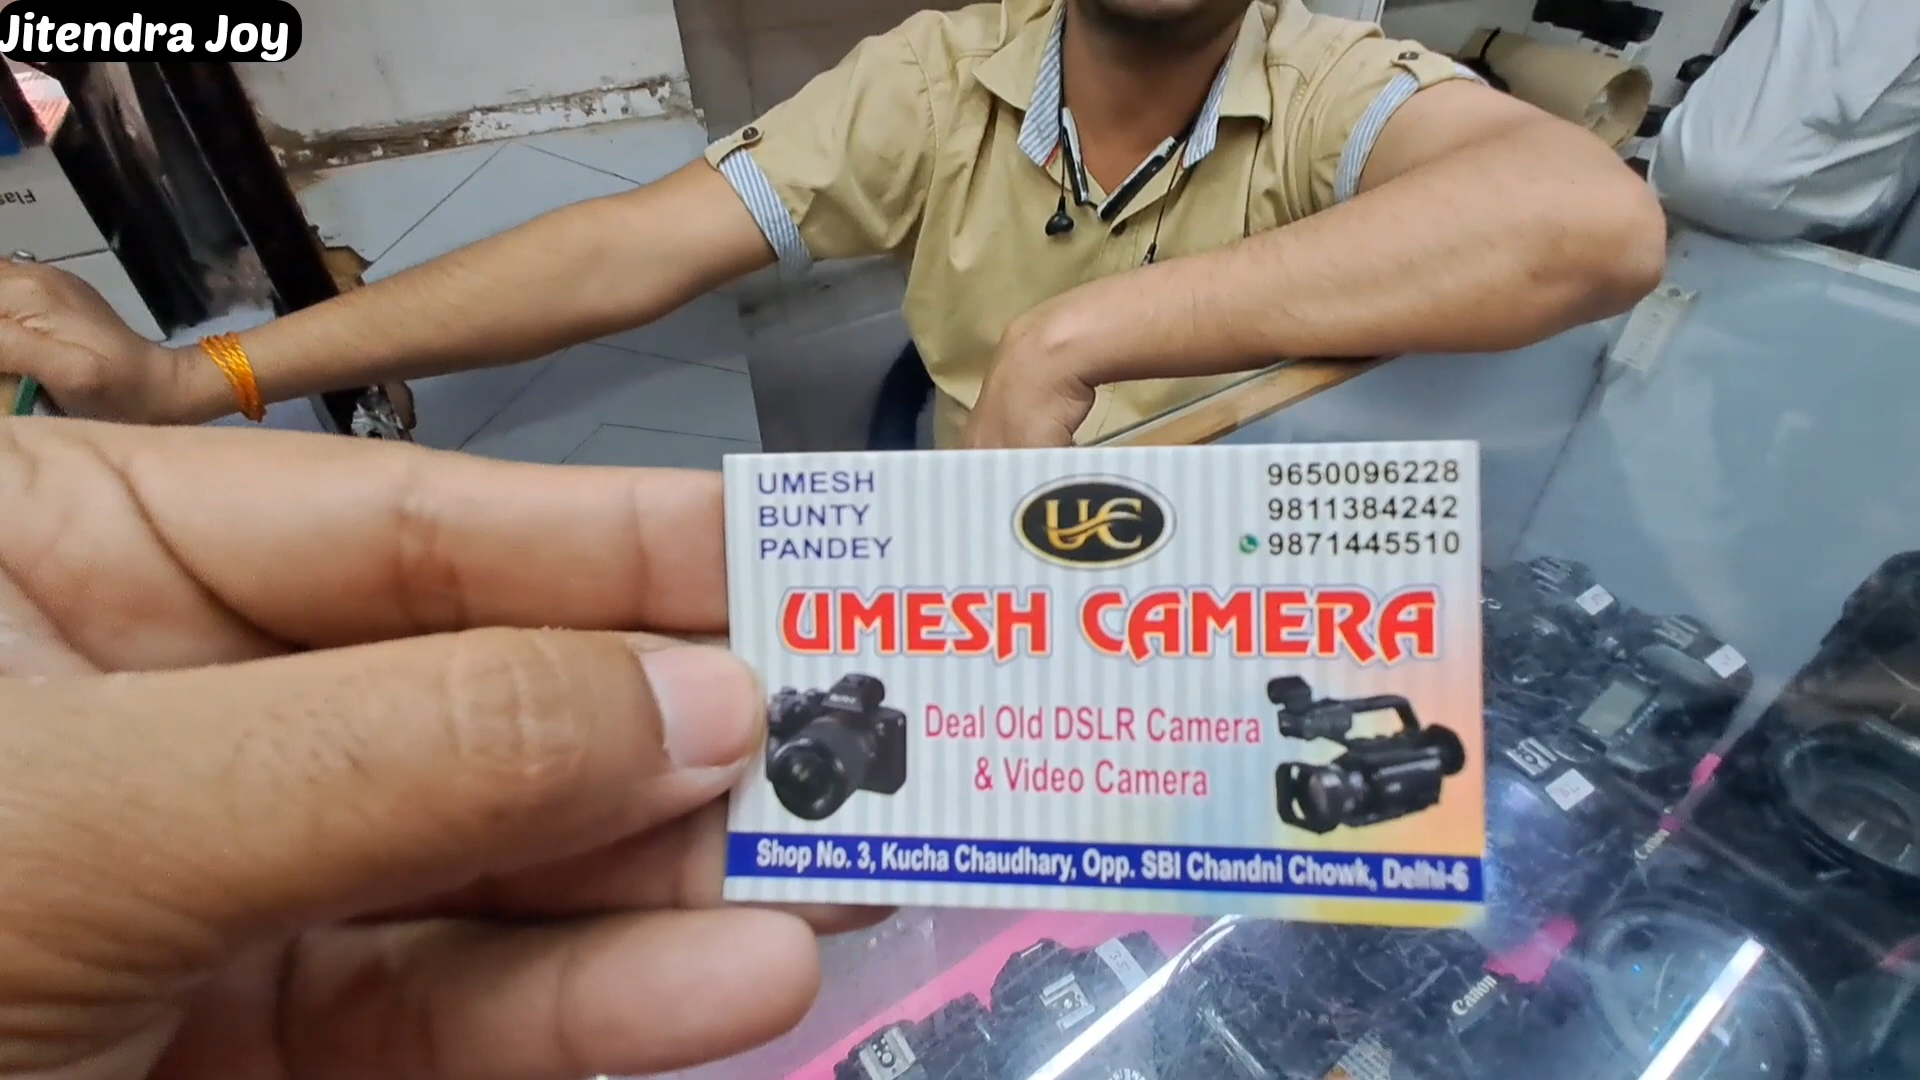 Jitendra Joy
UMESH
BUNTY
PANDEY
UC
9650096228
9811384242
9871445510
UMESH CAMERA
Deal Old DSLR Camera
& Video Camera
Shop No. 3, Kucha Chaudhary, Opp. SBI Chandni Chowk, Delhi-6
Canon